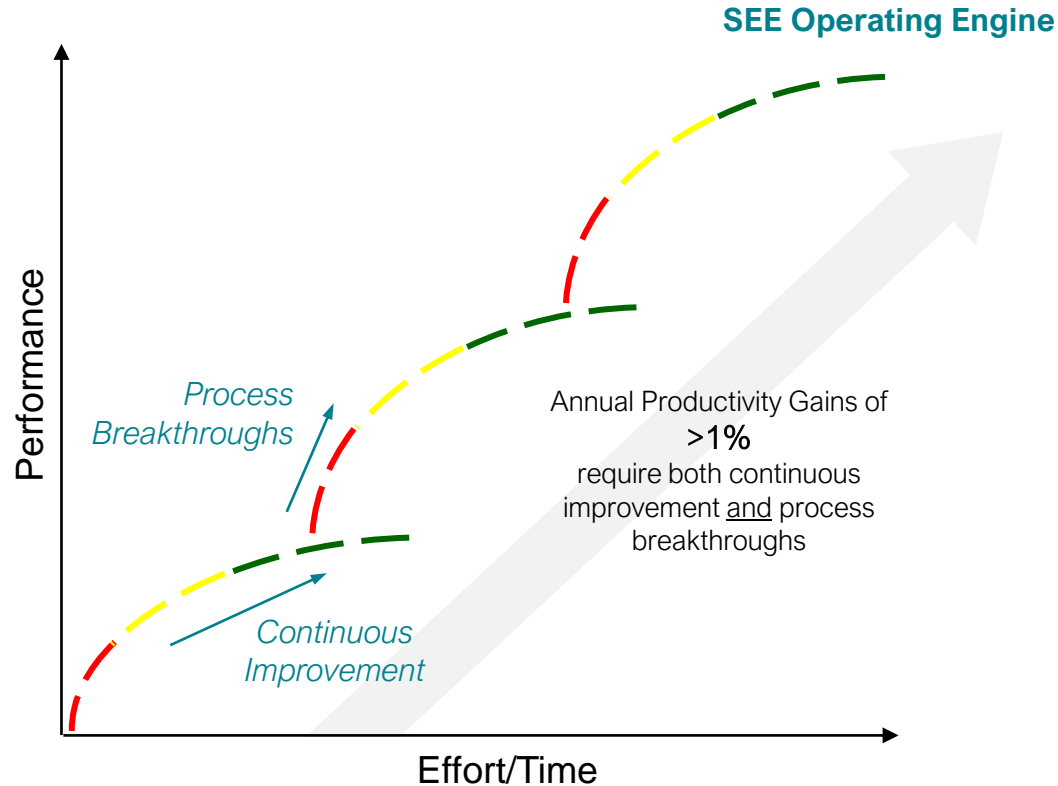 SEE Operating Engine
Performance
Process
Breakthroughs
Annual Productivity Gains of
>1%
require both continuous
improvement and process
breakthroughs
Continuous
Improvement
Effort/Time